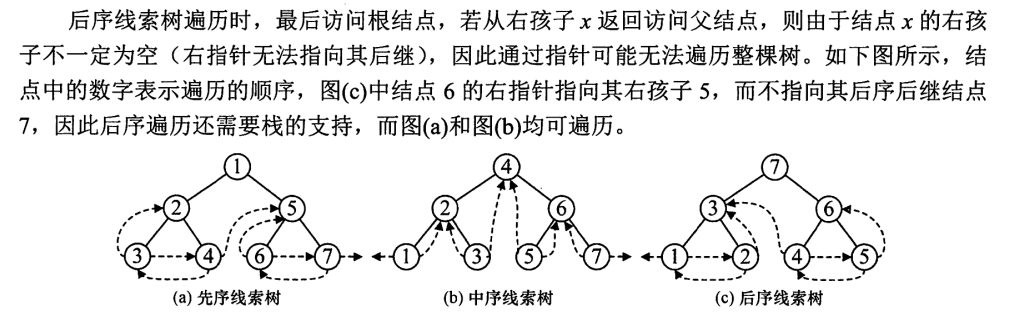 后序线索树遍历时，最后访问根结点，若从右孩子 x 返回访问父结点，则由于结点 x 的右孩
子不一定为空（右指针无法指向其后继），因此通过指针可能无法遍历整棵树。如下图所示，结
点中的数字表示遍历的顺序，图(c)中结点 6 的右指针指向其右孩子 5，而不指向其后序后继结点
7，因此后序遍历还需要栈的支持，而图(a)和图(b)均可遍历。
1 4 7
2 5 2 6 3 6
3 4 6 7 1 3 5 7 1 2 4 5
(a) 先序线索树 (b) 中序线索树 (c) 后序线索树